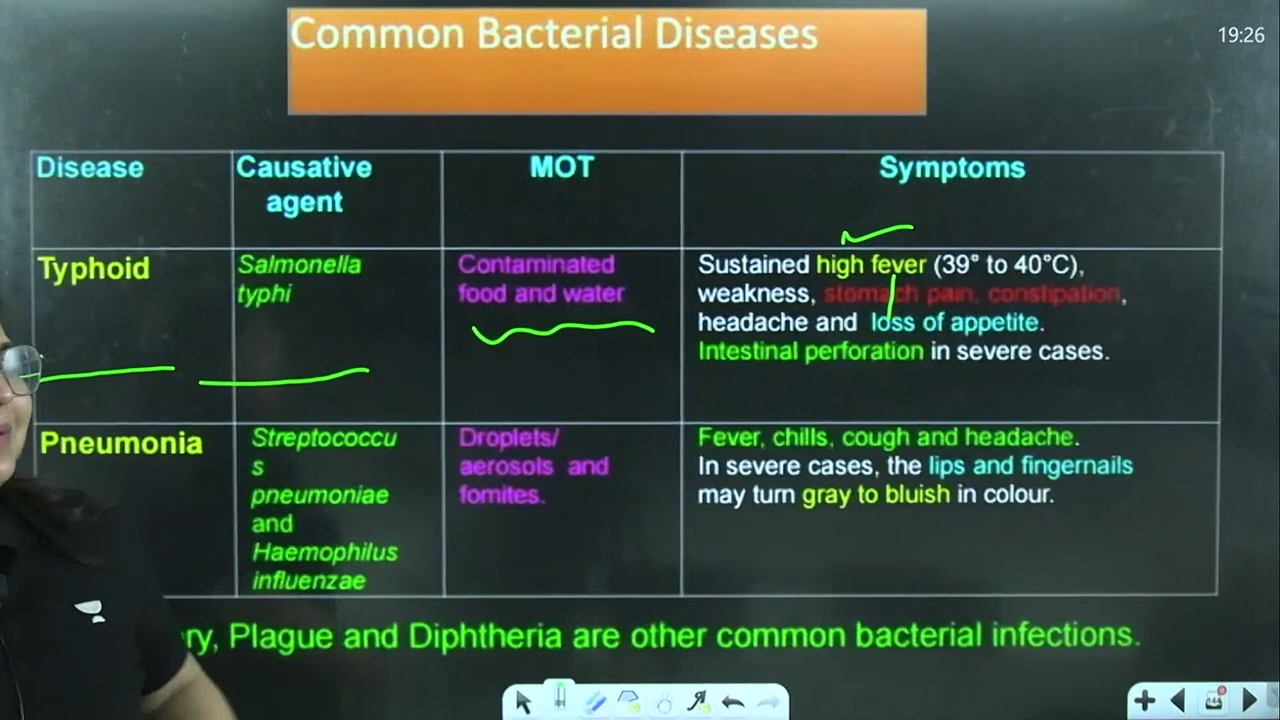 Common Bacterial Diseases
19:26
Disease
Causative
agent
MOT
Symptoms
Typhoid
Salmonella
typhi
Contaminated
food and water
Sustained high fever (39° to 40°C),
weakness, stomach pain, constipation,
headache and loss of appetite.
Intestinal perforation in severe cases.
Pneumonia
Streptococcu
s
pneumoniae
and
Haemophilus
influenzae
Droplets/
aerosols and
fomites.
Fever, chills, cough and headache.
In severe cases, the lips and fingernails
may turn gray to bluish in colour.
Plague and Diphtheria are other common bacterial infections.